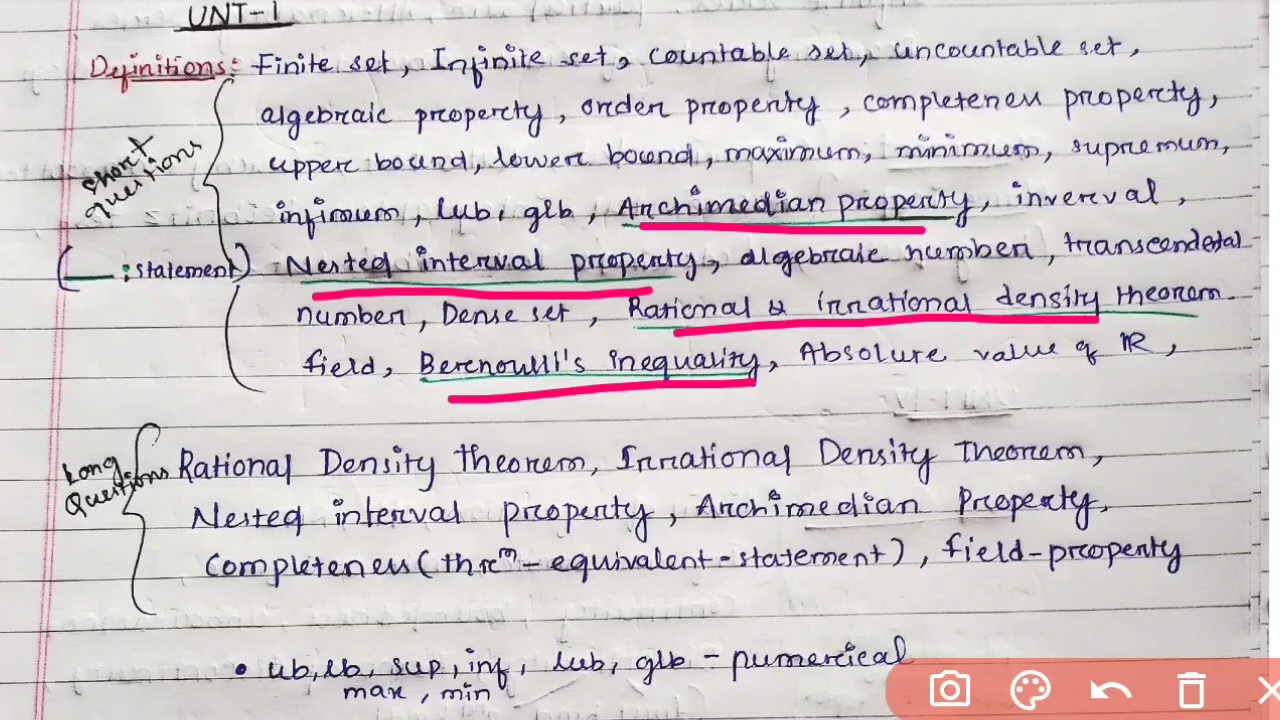 UNT-1
Definitions: Finite set, Infinite set, countable set, uncountable set,
algebraic property, order property, completeness property,
Short Questions
upper bound, lower bound, maximum, minimum, supremum,
infimum, lub, glb, Archimedian property, inverval,
( : statement) Nested interval property, algebraic number, transcendetal
number, Dense set, Rational & irrational density theorem
field, Bernoulli's inequality, Absolure value of R,
Long Questions
Rational Density theorem, Irrational Density Theorem,
Nested interval property, Archimedian Property,
Completeness (thrm - equivalent - statement), field-property
• ub, lb, sup, inf, lub, glb - numerical
max, min